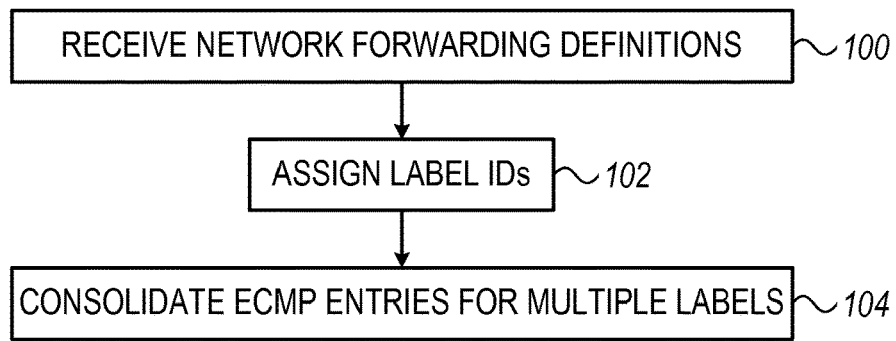 RECEIVE NETWORK FORWARDING DEFINITIONS 100
ASSIGN LABEL IDs 102
CONSOLIDATE ECMP ENTRIES FOR MULTIPLE LABELS 104